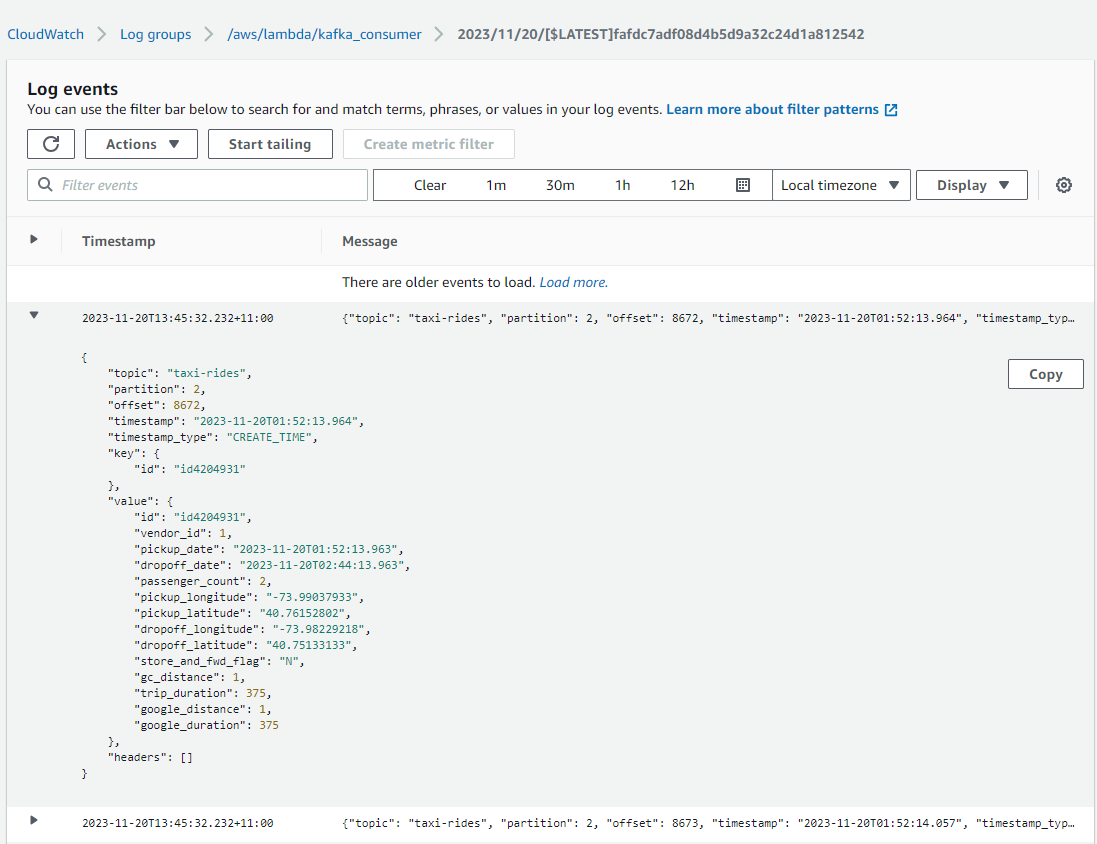 CloudWatch > Log groups > /aws/lambda/kafka_consumer > 2023/11/20/[$LATEST]fafdc7adf08d4b5d9a32c24d1a812542
Log events
You can use the filter bar below to search for and match terms, phrases, or values in your log events. Learn more about filter patterns
Actions Start tailing Create metric filter
Filter events Clear 1m 30m 1h 12h Local timezone Display
Timestamp Message
There are older events to load. Load more.
2023-11-20T13:45:32.232+11:00 {"topic": "taxi-rides", "partition": 2, "offset": 8672, "timestamp": "2023-11-20T01:52:13.964", "timestamp_typ…
{
Copy
"topic": "taxi-rides",
"partition": 2,
"offset": 8672,
"timestamp": "2023-11-20T01:52:13.964",
"timestamp_type": "CREATE_TIME",
"key": {
"id": "id4204931"
},
"value": {
"id": "id4204931",
"vendor_id": 1,
"pickup_date": "2023-11-20T01:52:13.963",
"dropoff_date": "2023-11-20T02:44:13.963",
"passenger_count": 2,
"pickup_longitude": "-73.99037933",
"pickup_latitude": "40.76152802",
"dropoff_longitude": "-73.98229218",
"dropoff_latitude": "40.75133133",
"store_and_fwd_flag": "N",
"gc_distance": 1,
"trip_duration": 375,
"google_distance": 1,
"google_duration": 375
},
"headers": []
}
2023-11-20T13:45:32.232+11:00 {"topic": "taxi-rides", "partition": 2, "offset": 8673, "timestamp": "2023-11-20T01:52:14.057", "timestamp_typ…